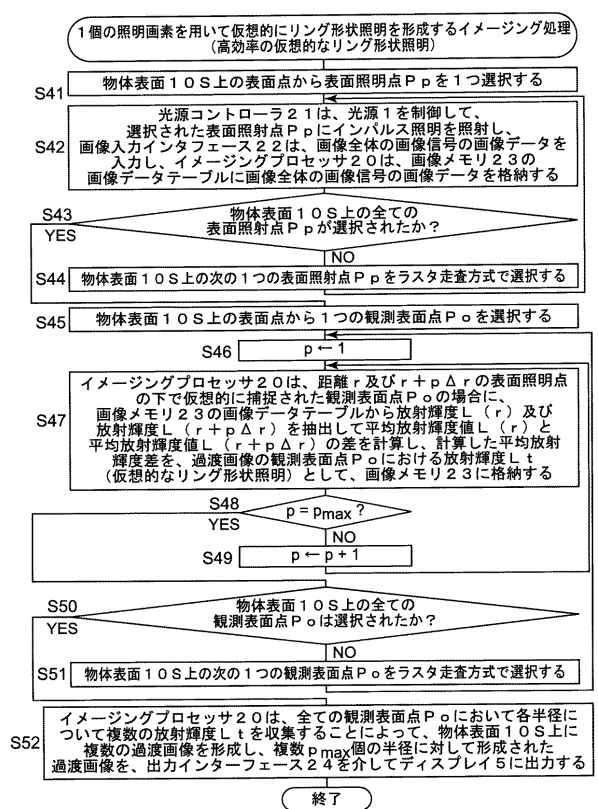 1個の照明画素を用いて仮想的にリング形状照明を形成するイメージング処理
(高効率の仮想的なリング形状照明)
S41
物体表面10S上の表面点から表面照明点Ppを1つ選択する
S42
光源コントローラ21は、光源1を制御して、
選択された表面照射点Ppにインパルス照明を照射し、
画像入力インタフェース22は、画像全体の画像信号の画像データを
入力し、イメージングプロセッサ20は、画像メモリ23の
画像データテーブルに画像全体の画像信号の画像データを格納する
S43
YES
物体表面10S上の全ての
表面照射点Ppが選択されたか?
NO
S44
物体表面10S上の次の1つの表面照射点Ppをラスタ走査方式で選択する
S45
物体表面10S上の表面点から1つの観測表面点Poを選択する
S46
p ← 1
S47
イメージングプロセッサ20は、距離r及びr+pΔrの表面照明点
の下で仮想的に捕捉された観測表面点Poの場合に、
画像メモリ23の画像データテーブルから放射輝度L(r)及び
放射輝度L(r+pΔr)を抽出して平均放射輝度値L(r)と
平均放射輝度値L(r+pΔr)の差を計算し、計算した平均放射
輝度差を、過渡画像の観測表面点Poにおける放射輝度Lt
(仮想的なリング形状照明)として、画像メモリ23に格納する
S48
YES
p = pmax ?
NO
S49
p ← p + 1
S50
YES
物体表面10S上の全ての
観測表面点Poは選択されたか?
NO
S51
物体表面10S上の次の1つの観測表面点Poをラスタ走査方式で選択する
S52
イメージングプロセッサ20は、全ての観測表面点Poにおいて各半径に
ついて複数の放射輝度Ltを収集することによって、物体表面10S上に
複数の過渡画像を形成し、複数pmax個の半径に対して形成された
過渡画像を、出力インターフェース24を介してディスプレイ5に出力する
終了